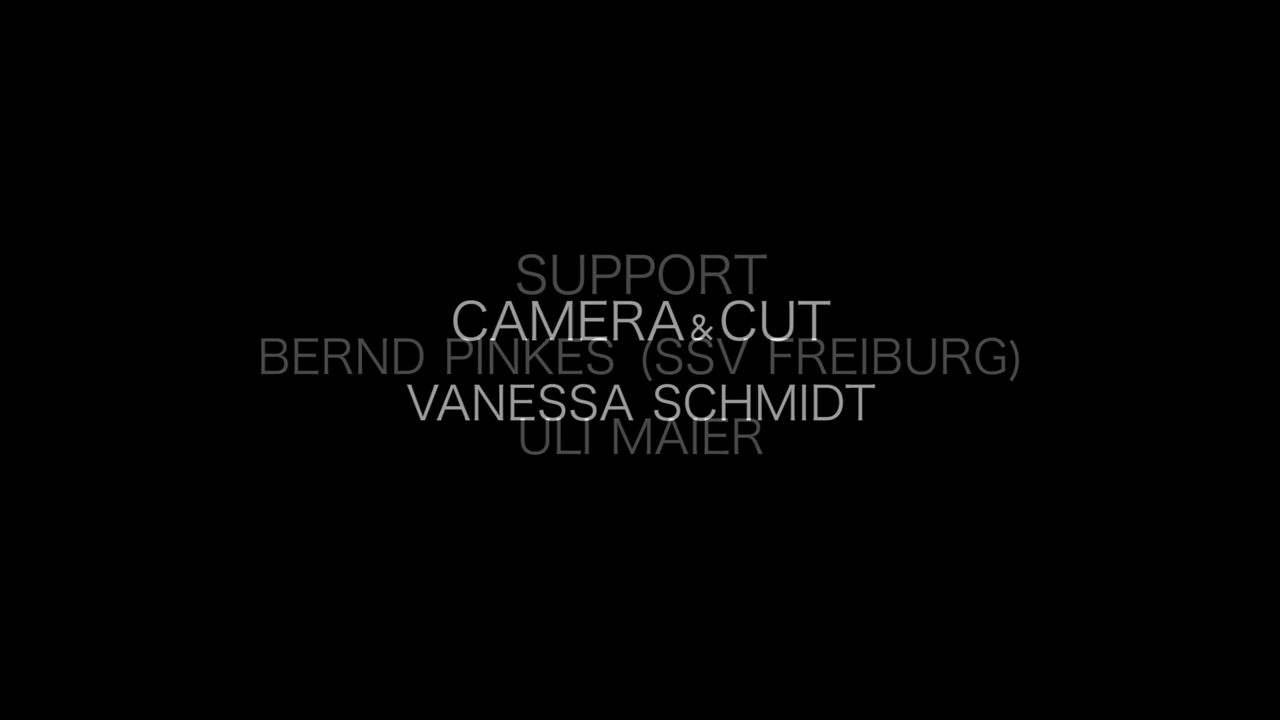 SUPPORT
CAMERA & CUT
BERND PINKES (SSV FREIBURG)
VANESSA SCHMIDT
ULI MAIER